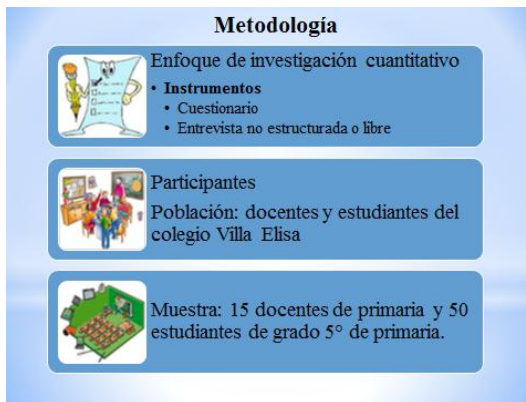 Metodología
Enfoque de investigación cuantitativo
• Instrumentos
• Cuestionario
• Entrevista no estructurada o libre
Participantes
Población: docentes y estudiantes del
colegio Villa Elisa
Muestra: 15 docentes de primaria y 50
estudiantes de grado 5° de primaria.